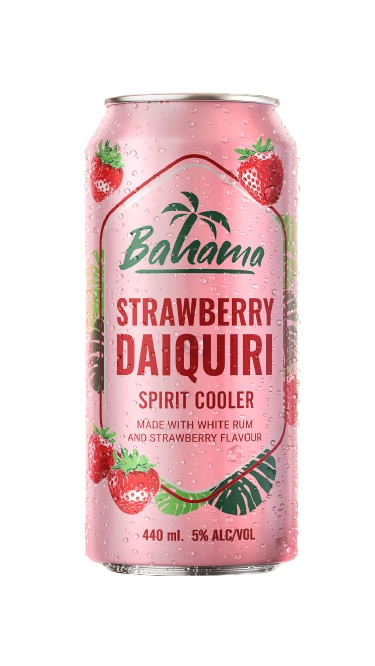 Bahama
STRAWBERRY
DAIQUIRI
SPIRIT COOLER
MADE WITH WHITE RUM
AND STRAWBERRY FLAVOUR
440 ml. 5% ALC/VOL